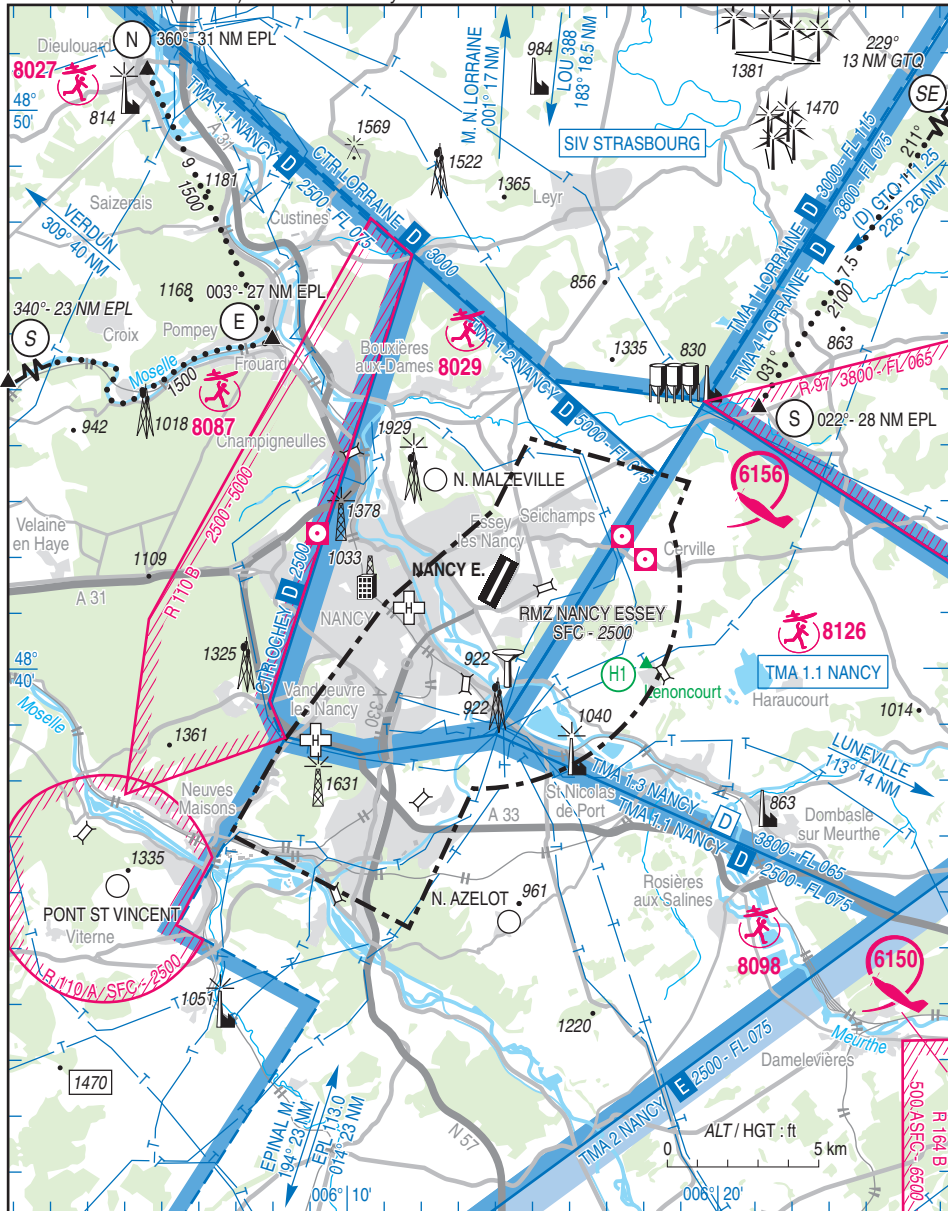 Dieulouard
N
360°- 31 NM EPL
8027
814
48°
50'
A 31
TMA 1.1 NANCY D 2500 - FL 075
CTR LORRAINE D 3000
M. N. LORRAINE
001° 17 NM
984
LOU 388
183° 18.5 NM
1381
229°
13 NM GTQ
SE
1470
SIV STRASBOURG
211°
(D) GTQ 111.25
226° 26 NM
1569
1522
1365
Leyr
9
1500
1181
Saizerais
Custines
VERDUN
309° 40 NM
TMA 1 LORRAINE D 3000 - FL 115
TMA 4 LORRAINE D 3800 - FL 075
7.5
2100
031°
340°- 23 NM EPL
S
1168
003°- 27 NM EPL
E
Croix
Pompey
Frouard
Moselle
1500
Bouxières
aux-Dames
8029
TMA 1.2 NANCY D 5000 - FL 075
856
1335
830
863
R 97 3800 - FL 065
S
022°- 28 NM EPL
942
1018
8087
Champigneulles
1929
N. MALZEVILLE
6156
R 110 B 2500-5000
1378
Velaine
en Haye
1109
A 31
1033
NANCY
Essey
les Nancy
Seichamps
NANCY E.
Cerville
RMZ NANCY ESSEY
SFC - 2500
CTR OCHEY D 2500
8126
TMA 1.1 NANCY
48°
40'
1325
Vandoeuvre
les Nancy
A 330
922
922
H1
enoncourt
Haraucourt
1014
Moselle
1361
1631
1040
LUNEVILLE
113° 14 NM
Neuves
Maisons
St Nicolas
de Port
A 33
TMA 1.3 NANCY D 3800 - FL 065
TMA 1.1 NANCY D 2500 - FL 075
863
Dombasle
sur Meurthe
1335
PONT ST VINCENT
Viterne
N. AZELOT
961
Rosières
aux Salines
8098
6150
R 110 A SFC - 2500
1051
1220
Meurthe
Damelevières
1470
TMA 2 NANCY E 2500 - FL 075
EPINAL M.
194° 23 NM
EPL 113.0
014° 23 NM
N 57
ALT / HGT : ft
0
5 km
R 164 B
500 ASFC - 6500
006° 10'
006° 20'